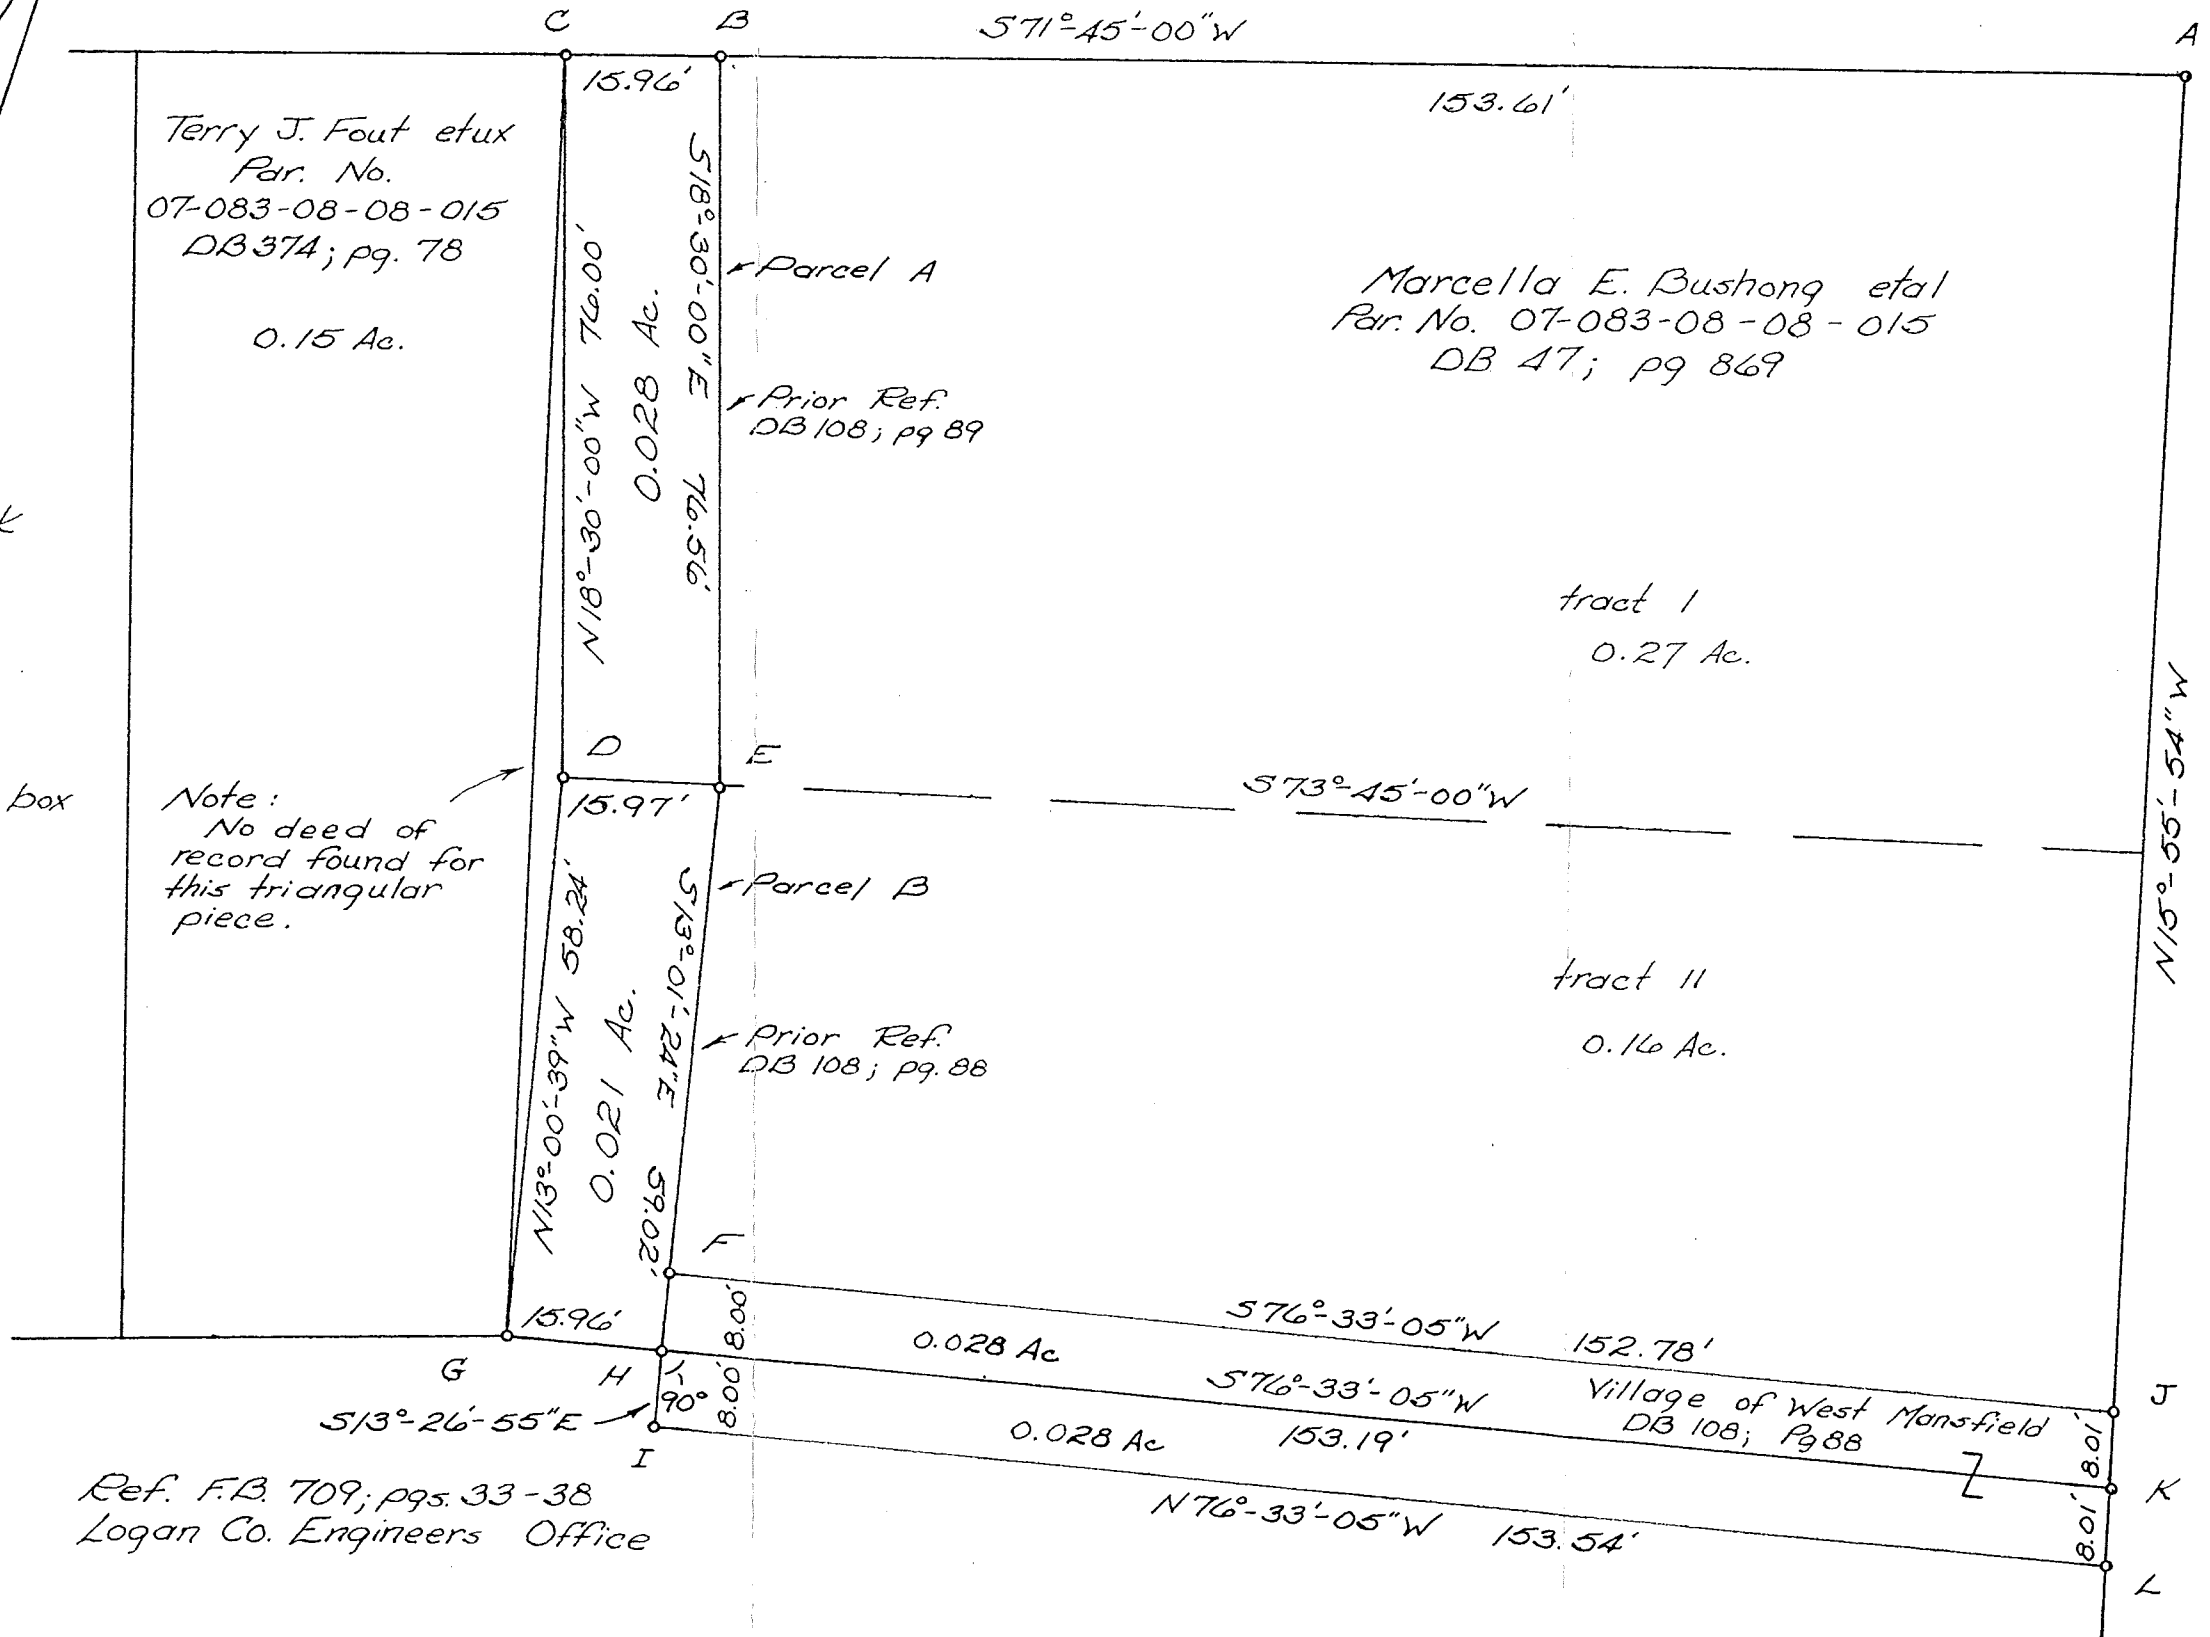 C
B
S71°-45'-00"W
A
15.96'
153.61'
Terry J. Fout etux
Par. No.
07-083-08-08-015
DB 374; pg. 78
0.15 Ac.
N18°-30'-00"W 76.00'
0.028 Ac.
S18°-30'-00"E 76.56'
Parcel A
Prior Ref.
DB 108; pg 89
Marcella E. Bushong etal
Par. No. 07-083-08-08-015
DB 47; pg 869
tract I
0.27 Ac.
N15°-55'-54"W
D
E
15.97'
S73°-45'-00"W
box
Note:
No deed of
record found for
this triangular
piece.
N13°-00'-39"W 58.24'
0.021 Ac.
S13°-01'-24"E 59.02'
Parcel B
Prior Ref.
DB 108; pg. 88
tract II
0.16 Ac.
F
15.96'
8.00'
0.028 Ac
S76°-33'-05"W 152.78'
G
H
90°
8.00'
S76°-33'-05"W
153.19'
Village of West Mansfield
DB 108; Pg 88
J
8.01'
S13°-26'-55"E
I
0.028 Ac
N76°-33'-05"W 153.54'
8.01'
K
L
Ref. F.B. 709; pgs. 33-38
Logan Co. Engineers Office